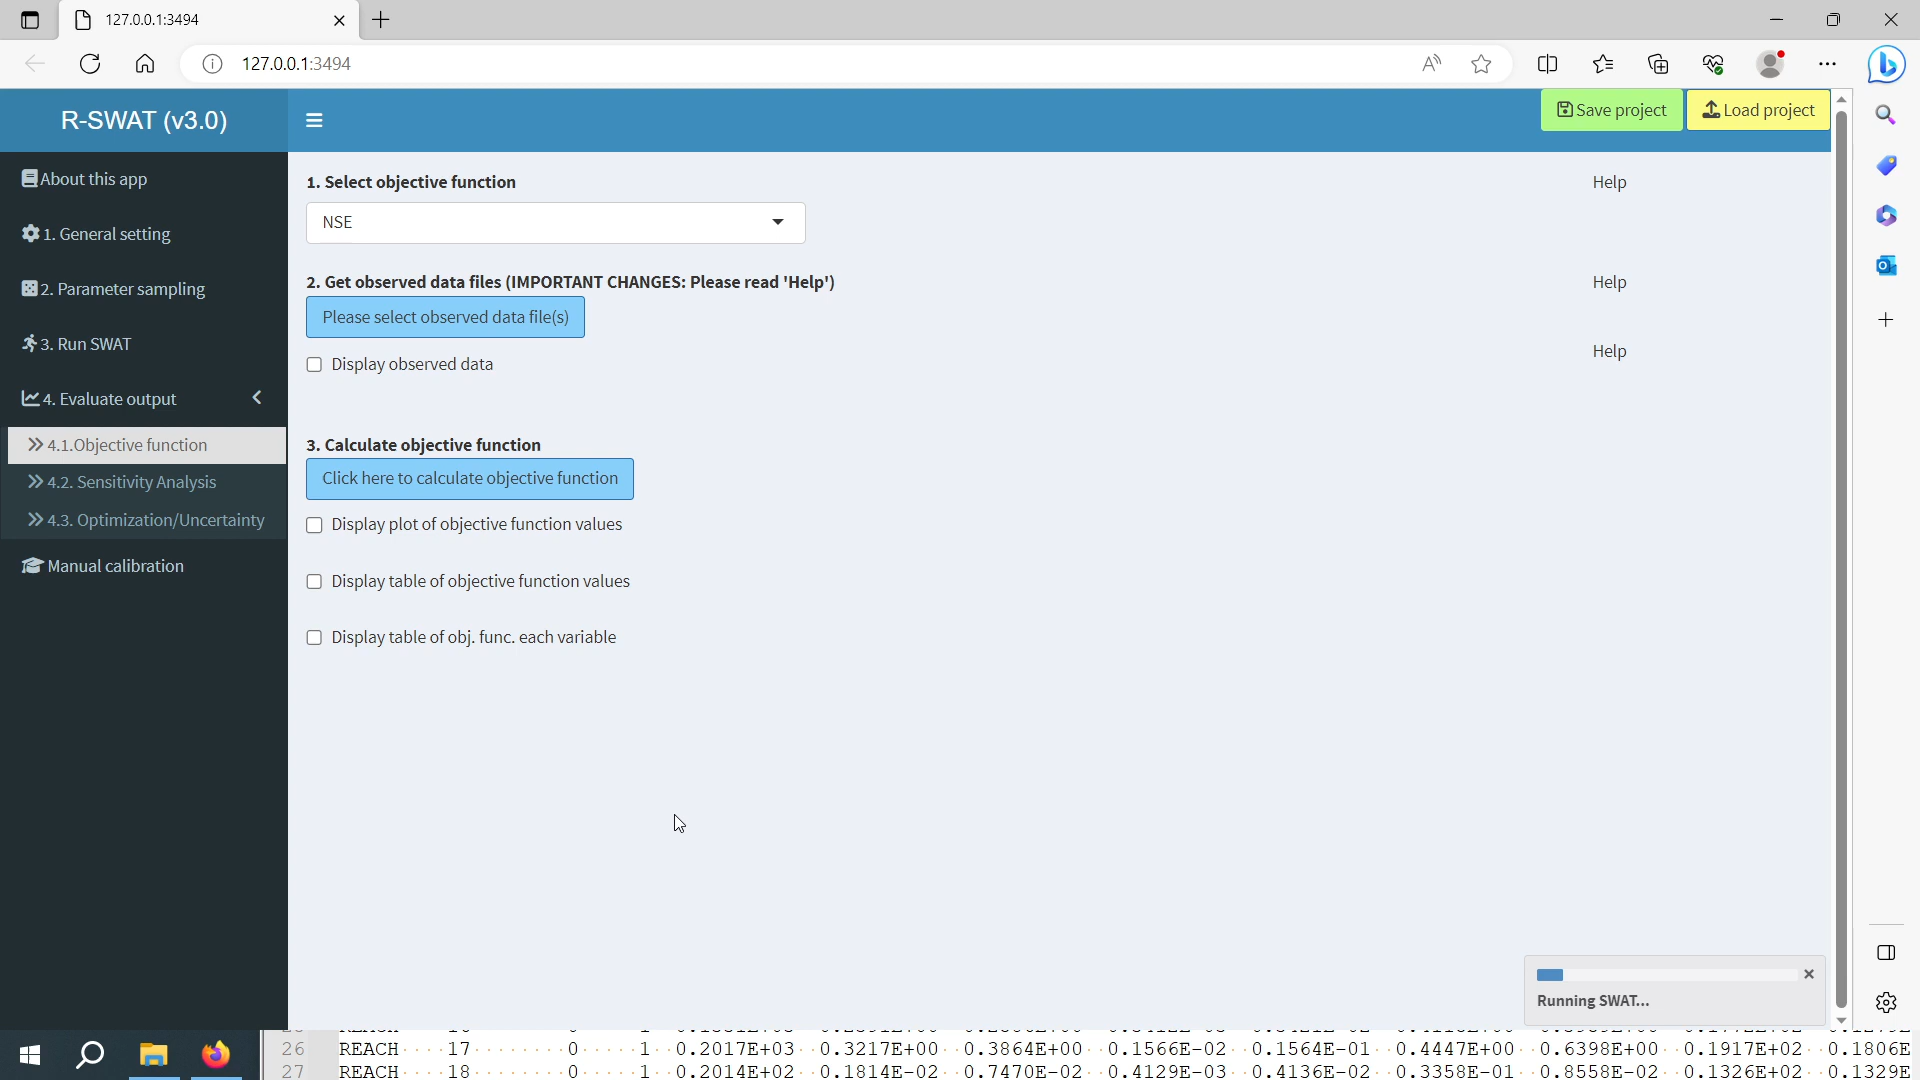 127.0.0.1:3494
127.0.0.1:3494
R-SWAT (v3.0)
Save project
Load project
About this app
1. General setting
2. Parameter sampling
3. Run SWAT
4. Evaluate output
4.1.Objective function
4.2. Sensitivity Analysis
4.3. Optimization/Uncertainty
Manual calibration
1. Select objective function
Help
NSE
2. Get observed data files (IMPORTANT CHANGES: Please read 'Help')
Help
Please select observed data file(s)
Help
Display observed data
3. Calculate objective function
Click here to calculate objective function
Display plot of objective function values
Display table of objective function values
Display table of obj. func. each variable
Running SWAT...
26 REACH 17 0 1 0.2017E+03 0.3217E+00 0.3864E+00 0.1566E-02 0.1564E-01 0.4447E+00 0.6398E+00 0.1917E+02 0.1806E
27 REACH 18 0 1 0.2014E+02 0.1814E-02 0.7470E-02 0.4129E-03 0.4136E-02 0.3358E-01 0.8558E-02 0.1326E+02 0.1329E